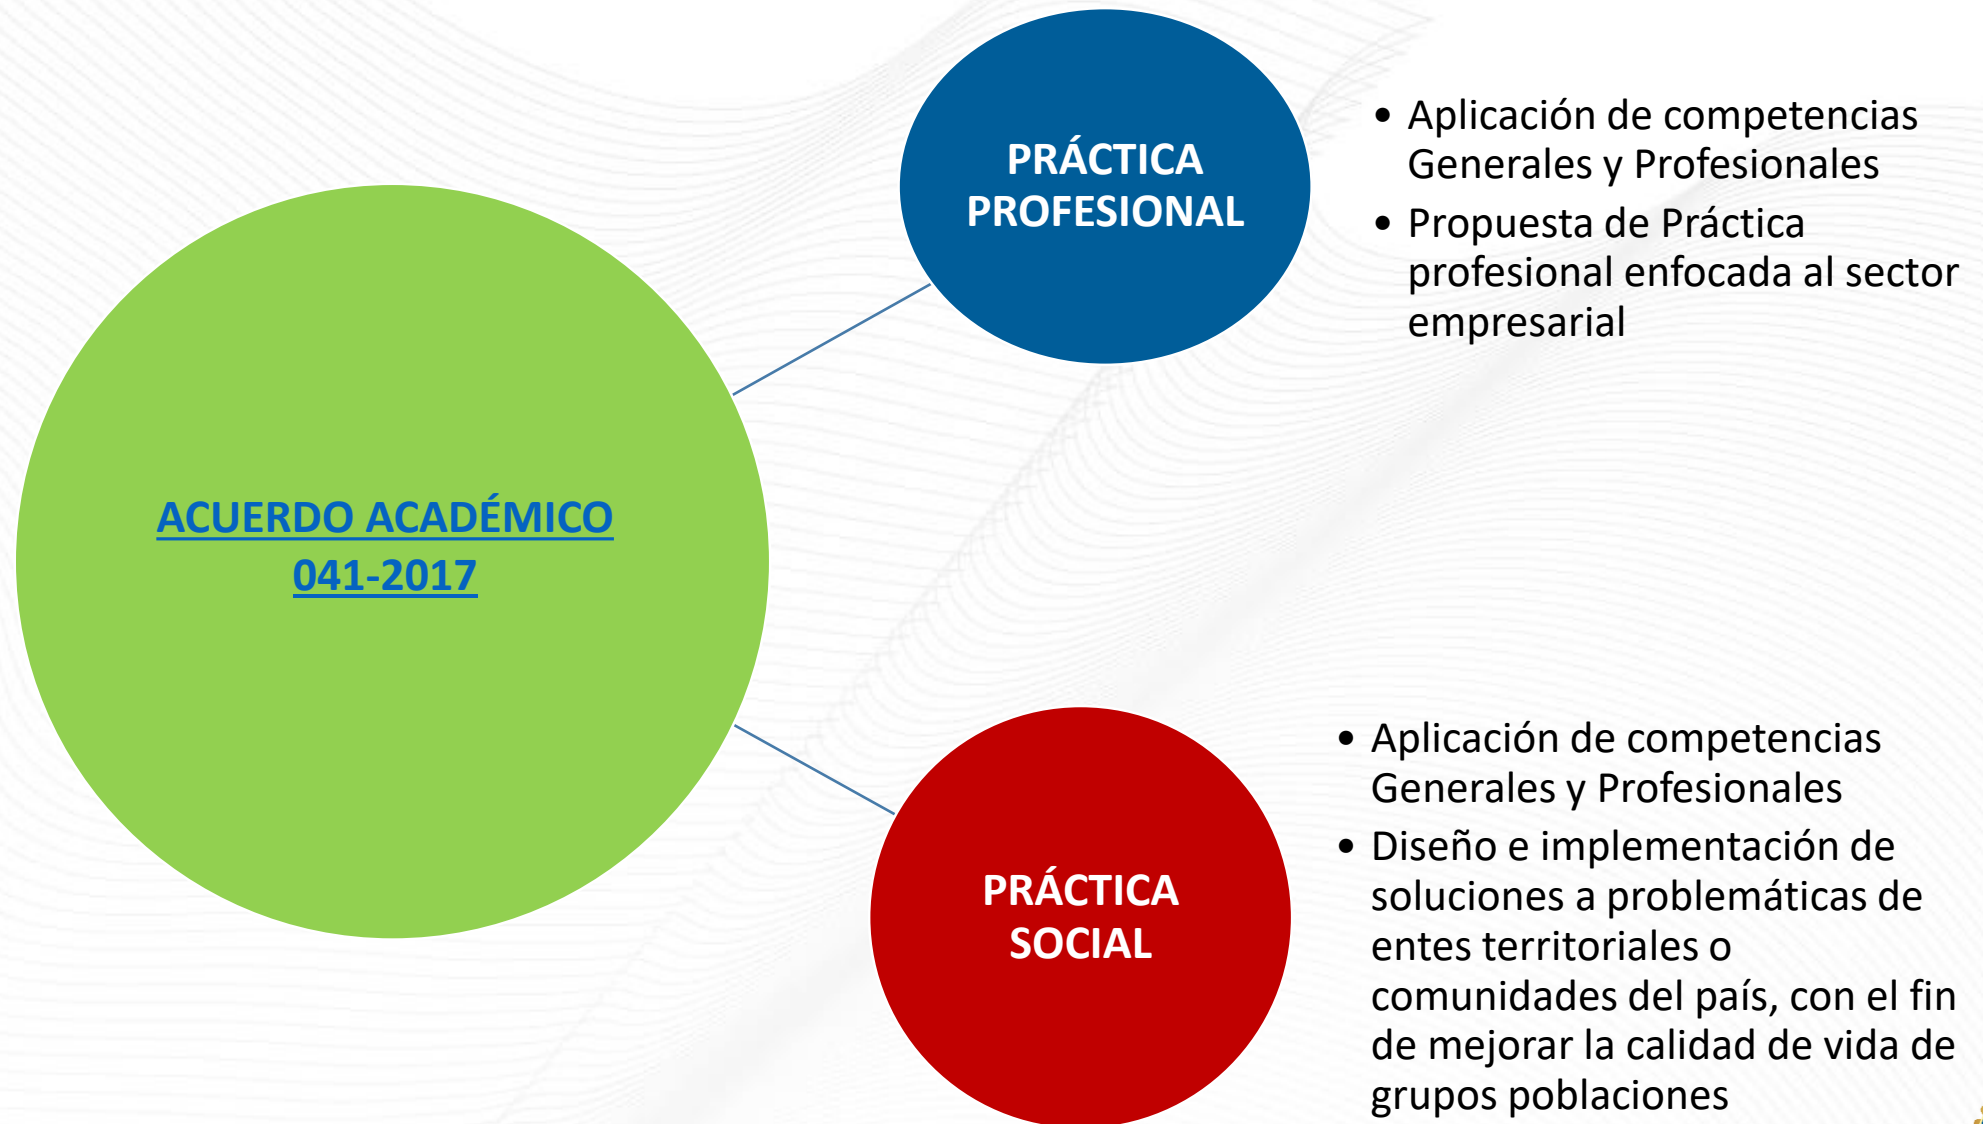 ACUERDO ACADÉMICO
041-2017
PRÁCTICA
PROFESIONAL
• Aplicación de competencias
Generales y Profesionales
• Propuesta de Práctica
profesional enfocada al sector
empresarial
PRÁCTICA
SOCIAL
• Aplicación de competencias
Generales y Profesionales
• Diseño e implementación de
soluciones a problemáticas de
entes territoriales o
comunidades del país, con el fin
de mejorar la calidad de vida de
grupos poblaciones